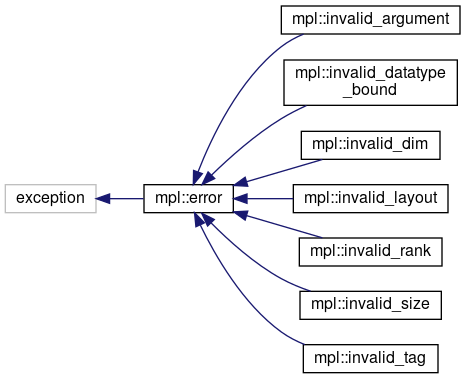 mpl::invalid_argument
mpl::invalid_datatype
_bound
mpl::invalid_dim
exception
mpl::error
mpl::invalid_layout
mpl::invalid_rank
mpl::invalid_size
mpl::invalid_tag